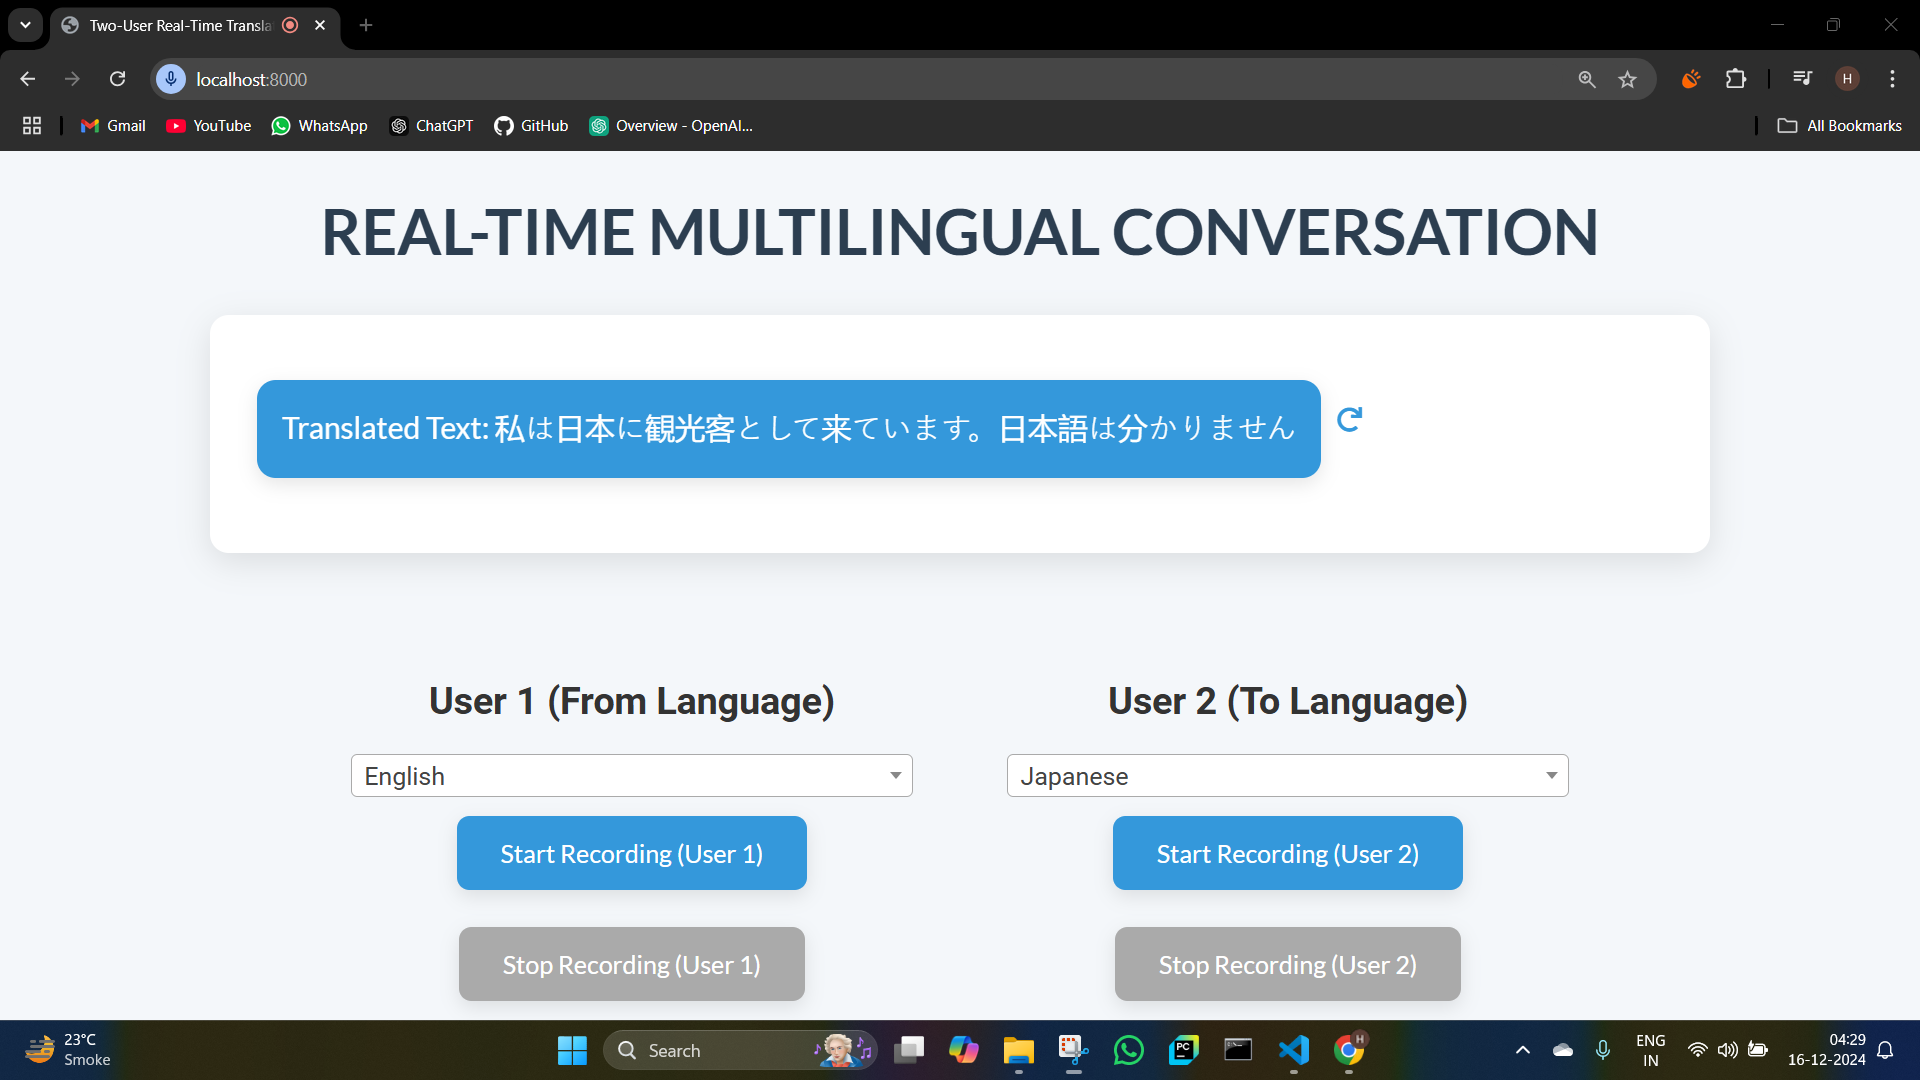 Two-User Real-Time Transla
localhost:8000
H
Gmail
YouTube
WhatsApp
ChatGPT
GitHub
Overview - OpenAI...
All Bookmarks
REAL-TIME MULTILINGUAL CONVERSATION
Translated Text: 私は日本に観光客として来ています。日本語は分かりません
User 1 (From Language)
User 2 (To Language)
English
Japanese
Start Recording (User 1)
Start Recording (User 2)
Stop Recording (User 1)
Stop Recording (User 2)
23°C
Smoke
Search
PC
H
ENG
IN
04:29
16-12-2024